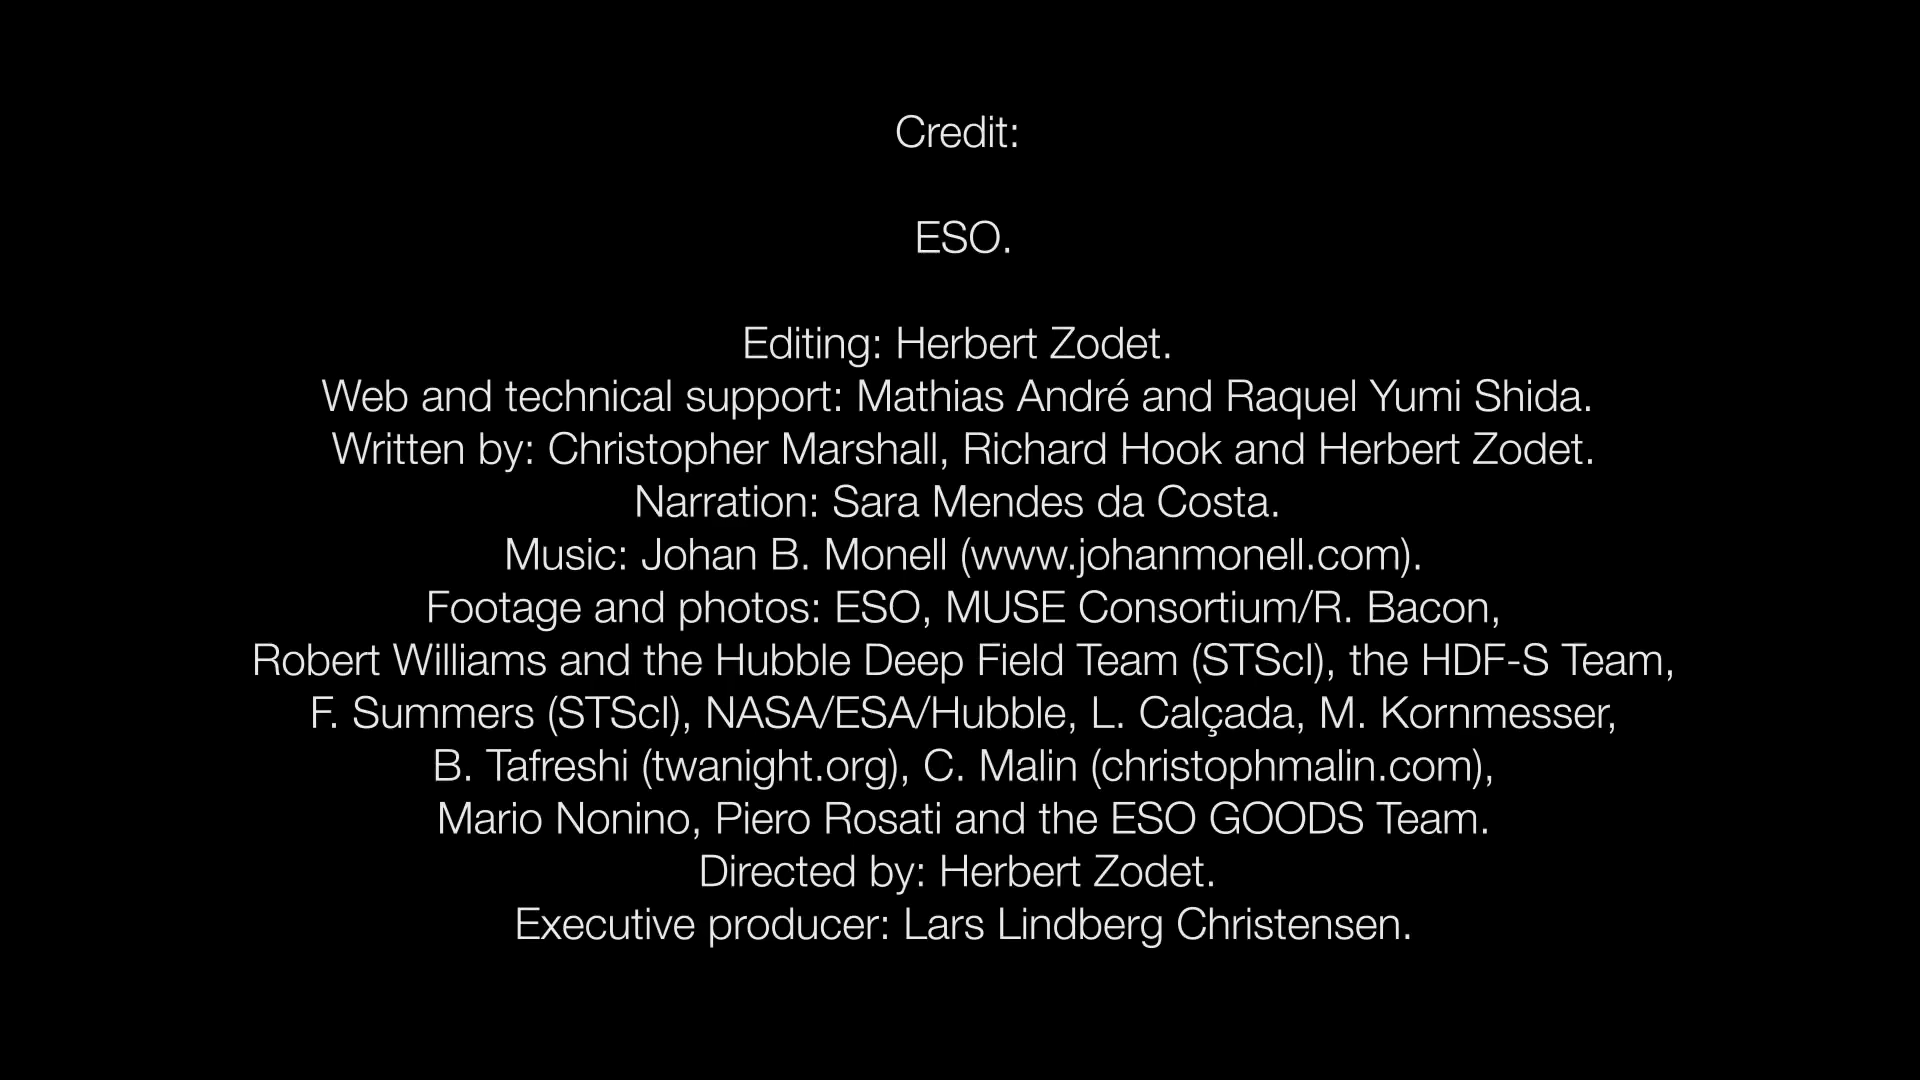 Credit:
ESO.
Editing: Herbert Zodet.
Web and technical support: Mathias André and Raquel Yumi Shida.
Written by: Christopher Marshall, Richard Hook and Herbert Zodet.
Narration: Sara Mendes da Costa.
Music: Johan B. Monell (www.johanmonell.com).
Footage and photos: ESO, MUSE Consortium/R. Bacon,
Robert Williams and the Hubble Deep Field Team (STScI), the HDF-S Team,
F. Summers (STScI), NASA/ESA/Hubble, L. Calçada, M. Kornmesser,
B. Tafreshi (twanight.org), C. Malin (christophmalin.com),
Mario Nonino, Piero Rosati and the ESO GOODS Team.
Directed by: Herbert Zodet.
Executive producer: Lars Lindberg Christensen.